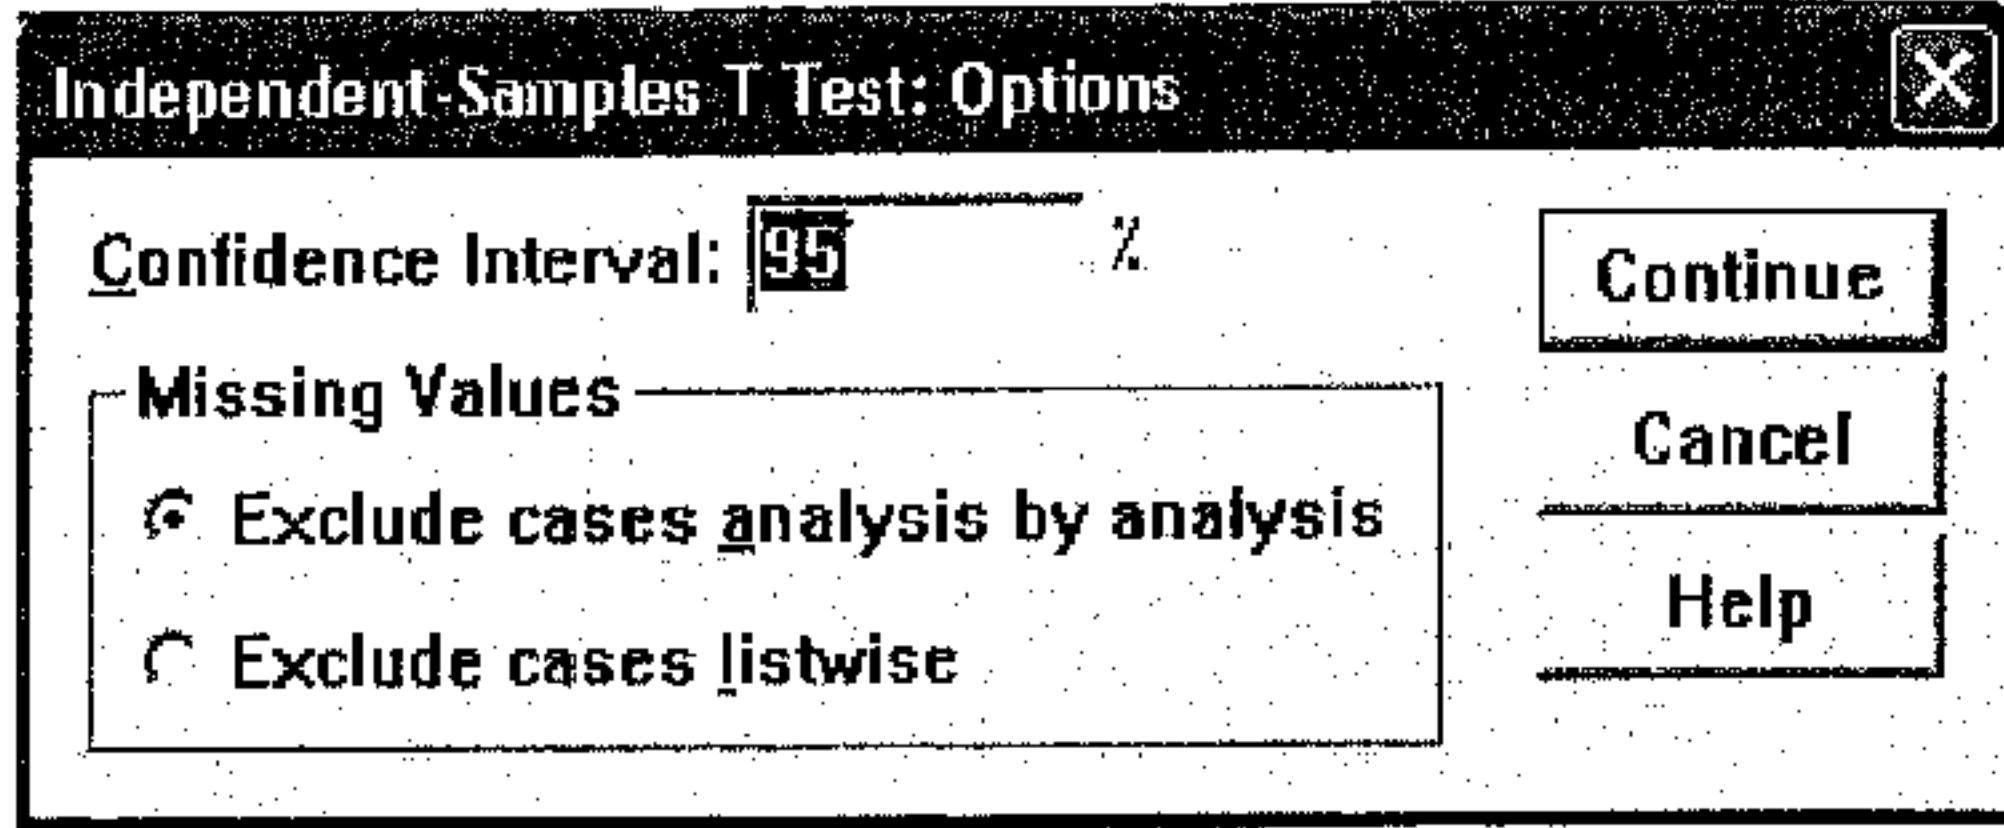 Independent-Samples T Test: Options
Confidence Interval: 95 %
Missing Values
Exclude cases analysis by analysis
Exclude cases listwise
Continue
Cancel
Help